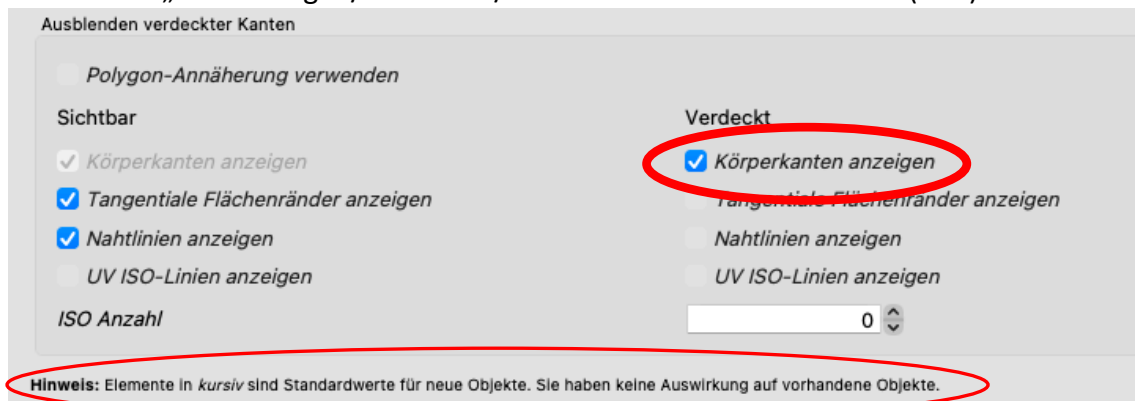 Ausblenden verdeckter Kanten
Polygon-Annäherung verwenden
Sichtbar
Verdeckt
Körperkanten anzeigen
Körperkanten anzeigen
Tangentiale Flächenränder anzeigen
Tangentiale Flächenränder anzeigen
Nahtlinien anzeigen
Nahtlinien anzeigen
UV ISO-Linien anzeigen
UV ISO-Linien anzeigen
ISO Anzahl
0
Hinweis: Elemente in kursiv sind Standardwerte für neue Objekte. Sie haben keine Auswirkung auf vorhandene Objekte.